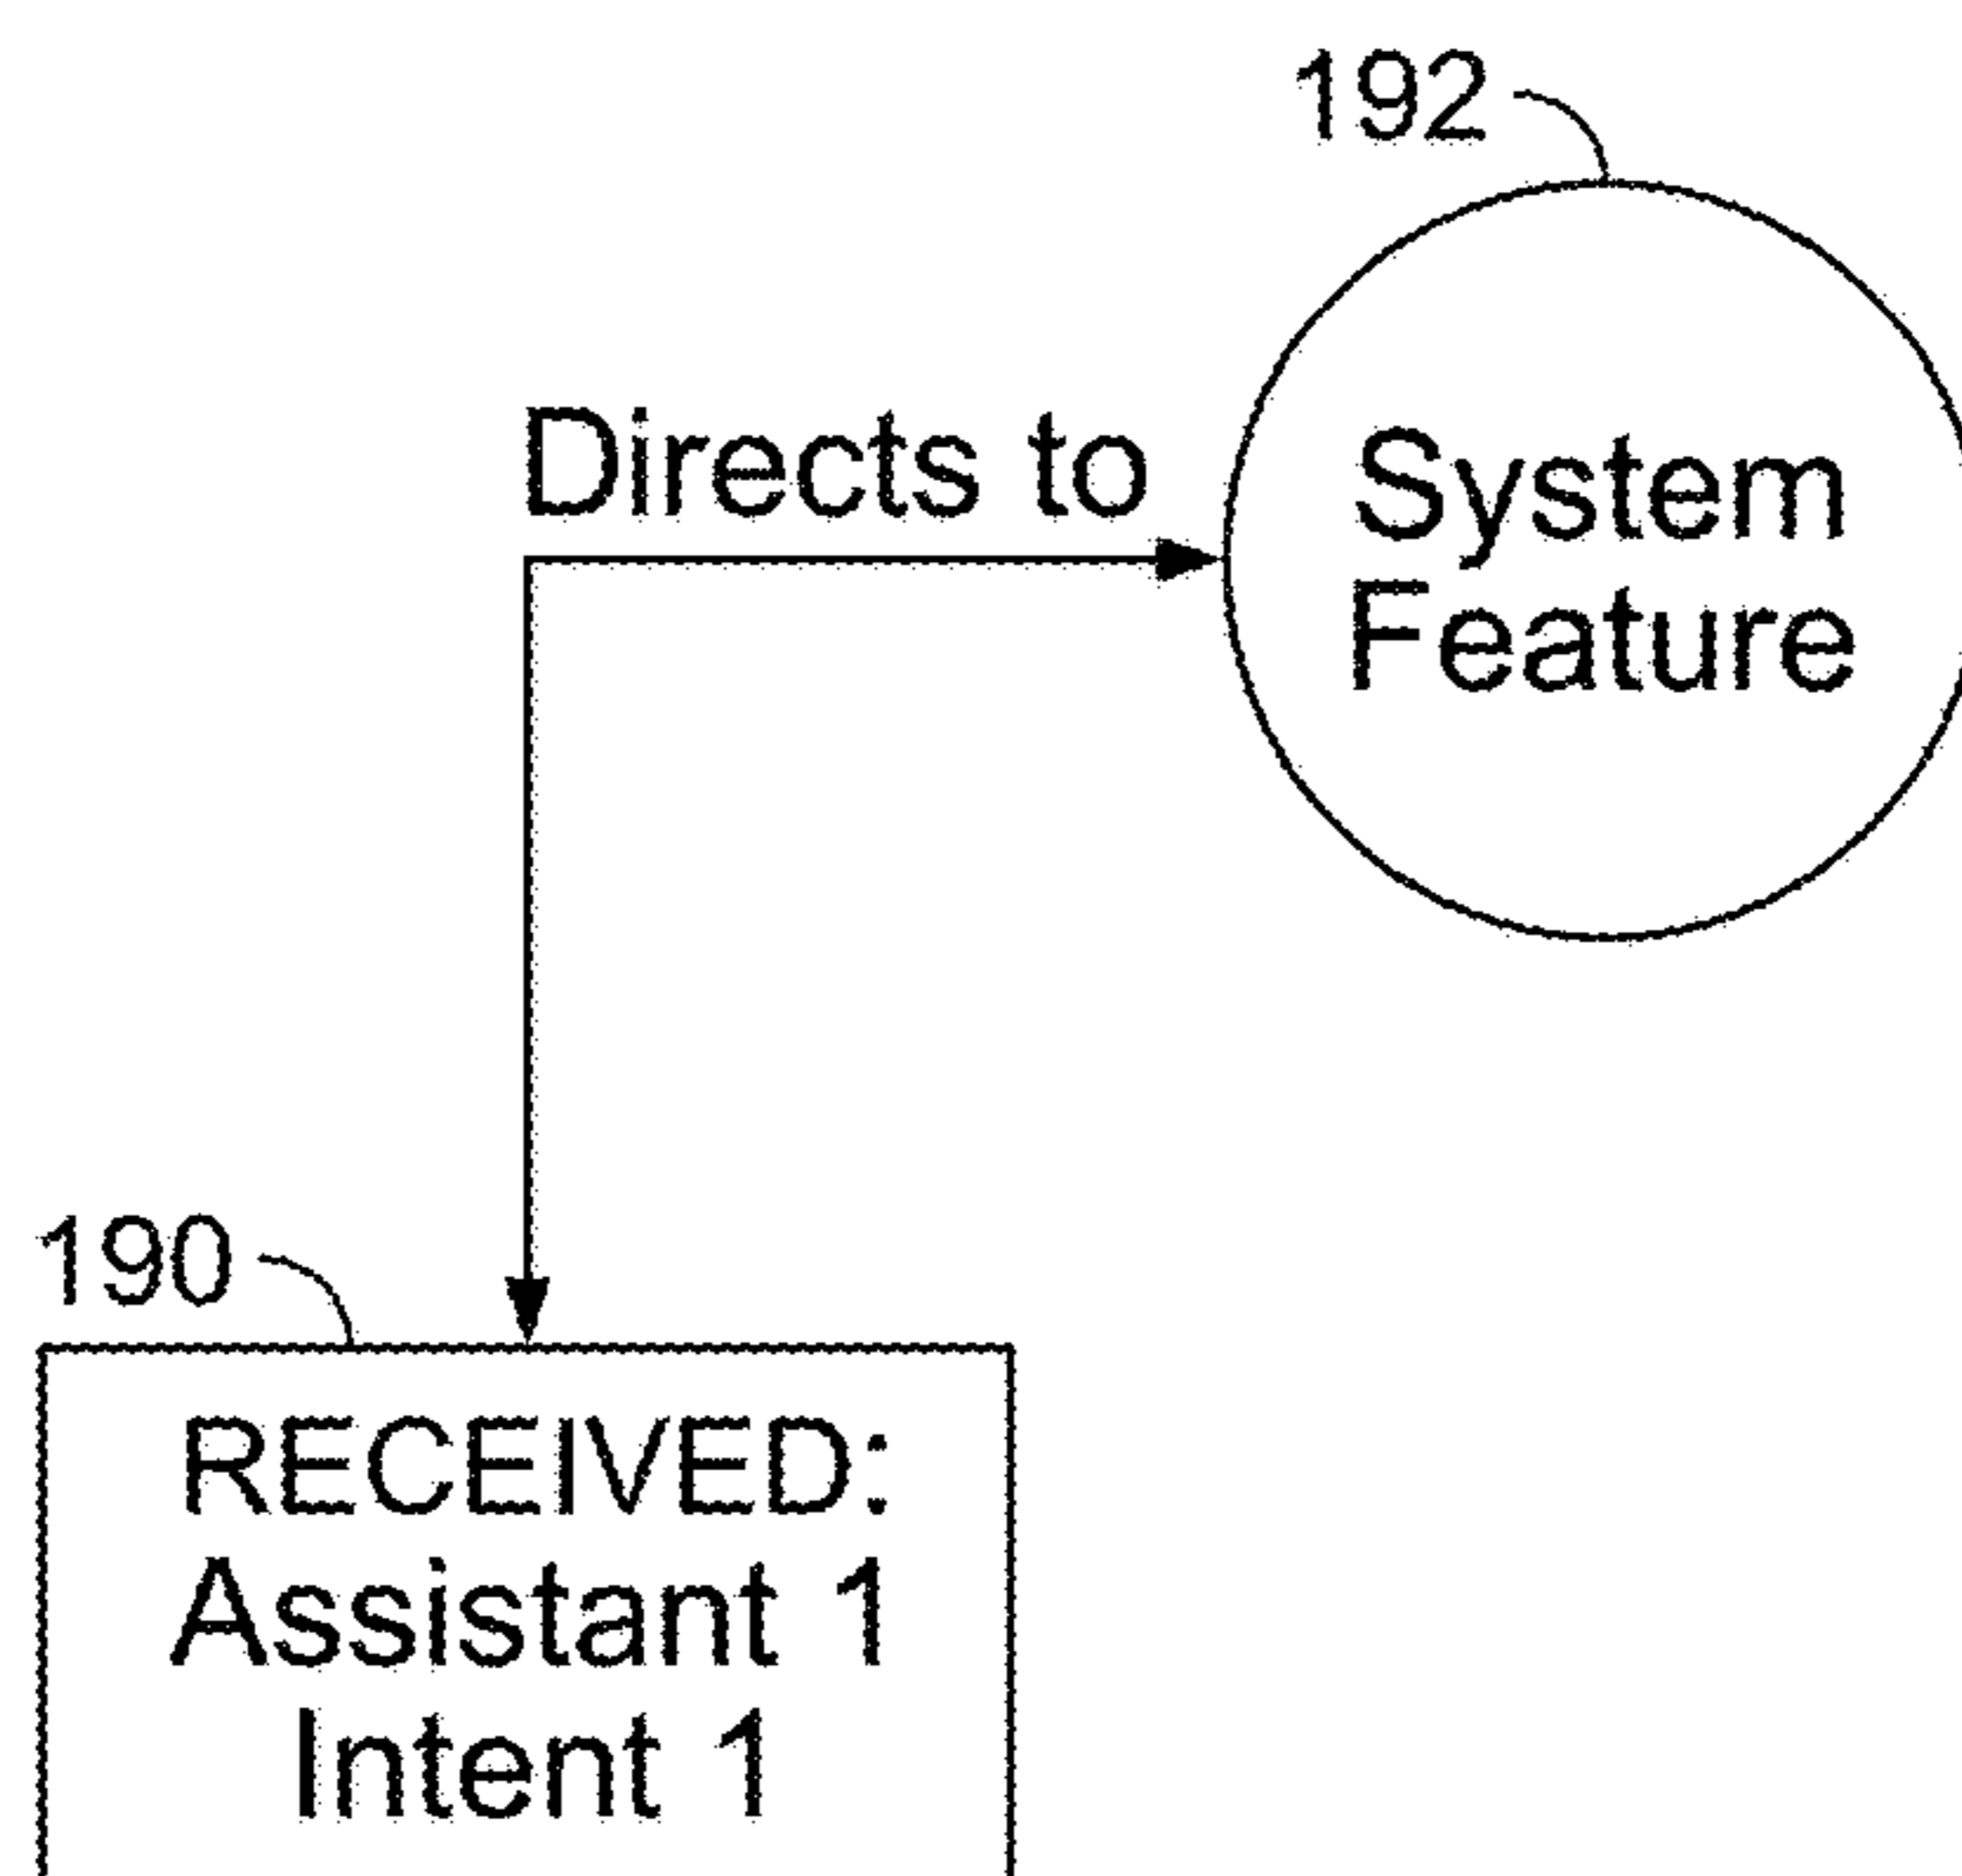 192
Directs to
System
Feature
190
RECEIVED:
Assistant 1
Intent 1